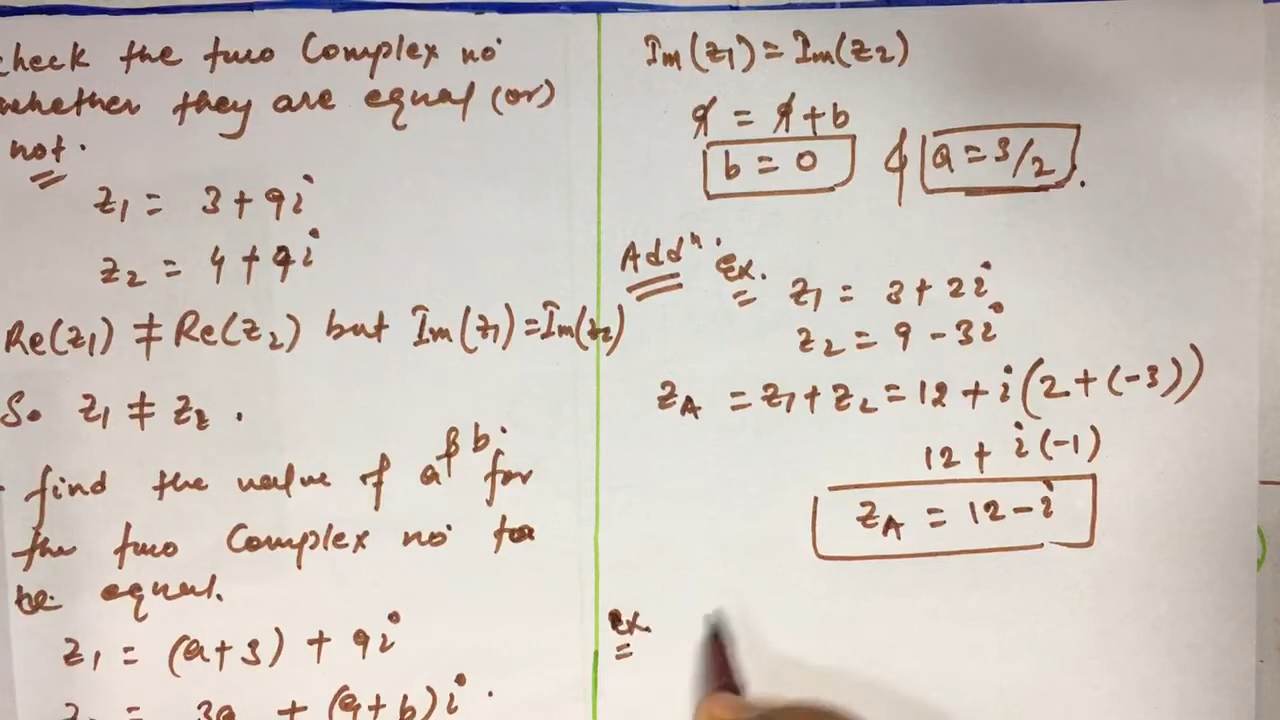 check the two Complex no
whether they are equal (or)
not.
z1 = 3 + 9i
z2 = 4 + 9i
Re(z1) ≠ Re(z2) but Im(z1) = Im(z2)
So z1 ≠ z2.
find the value of a & b for
the two Complex no to
be equal.
z1 = (a+3) + 9i
3a + (9+b)i.
Im(z1) = Im(z2)
9 = 9 + b
b = 0 & a = 3/2.
Addn. Ex.
z1 = 3 + 2i
z2 = 9 - 3i
zA = z1 + z2 = 12 + i(2 + (-3))
12 + i(-1)
zA = 12 - i
Ex.